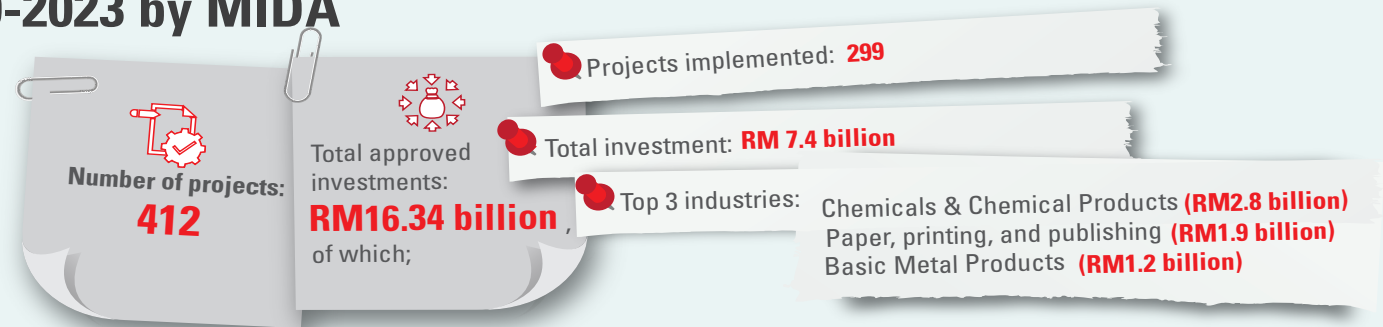 -2023 by MIDA
Number of projects:
412
Total approved
investments:
RM16.34 billion ,
of which;
Projects implemented: 299
Total investment: RM 7.4 billion
Top 3 industries:
Chemicals & Chemical Products (RM2.8 billion)
Paper, printing, and publishing (RM1.9 billion)
Basic Metal Products (RM1.2 billion)